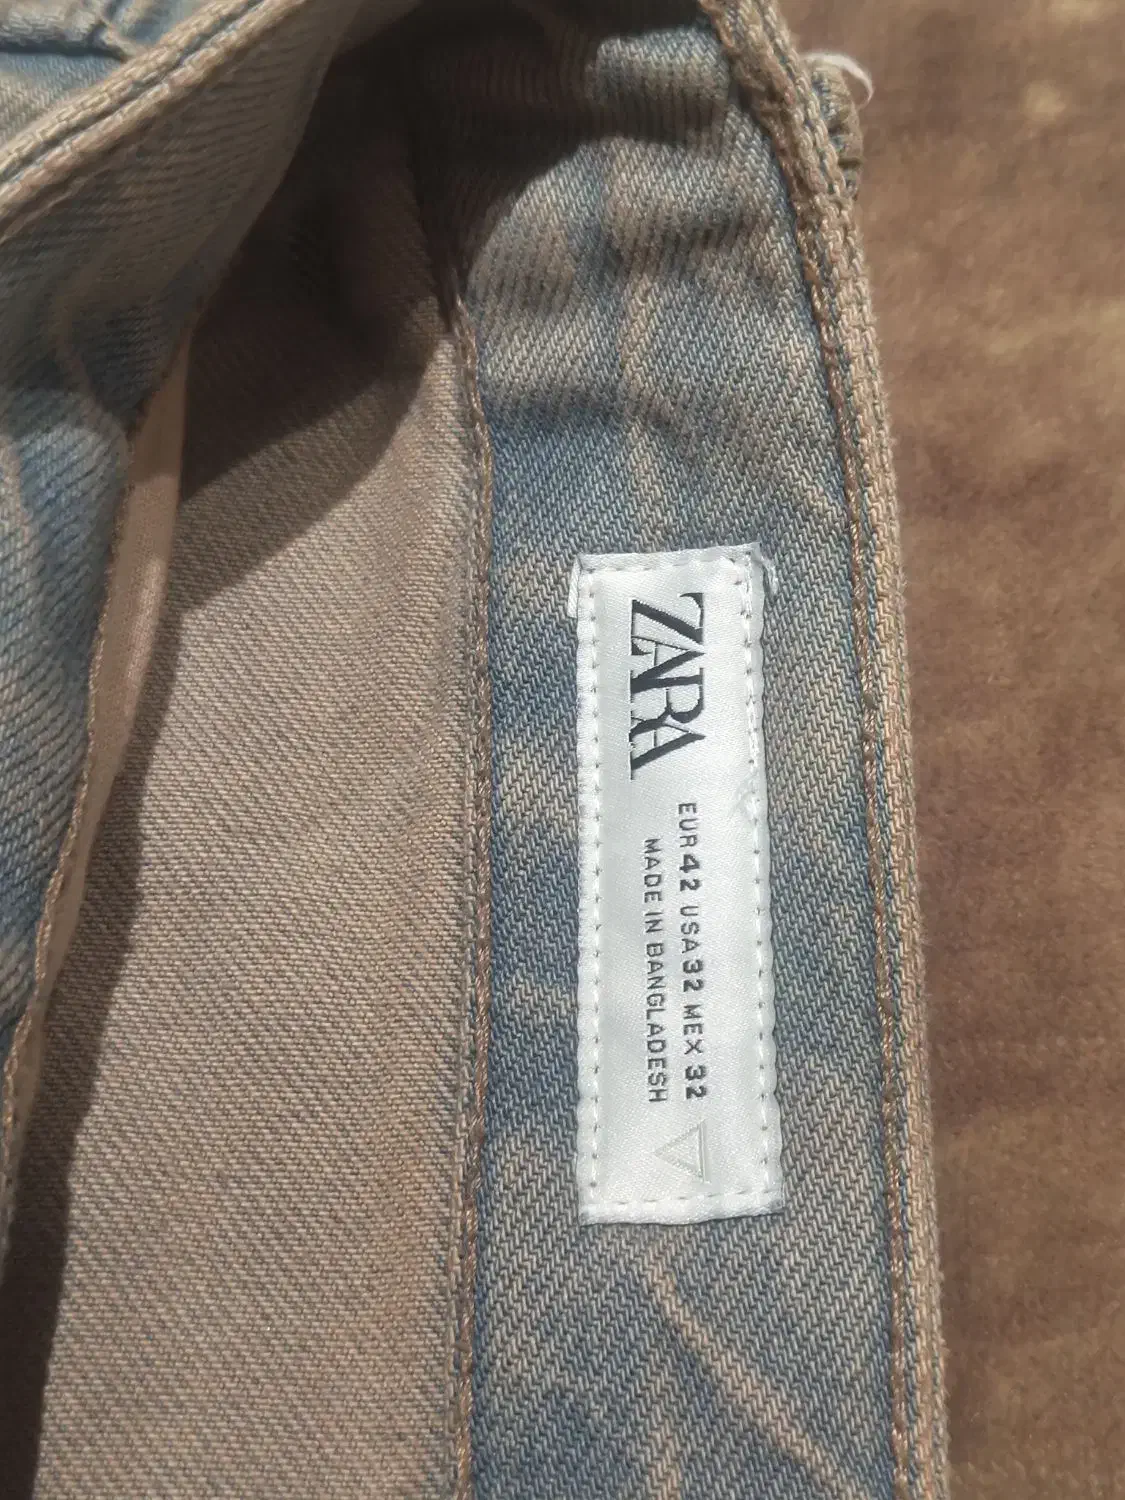 ZARA
EUR 42 USA 32 MEX 32
MADE IN BANGLADESH